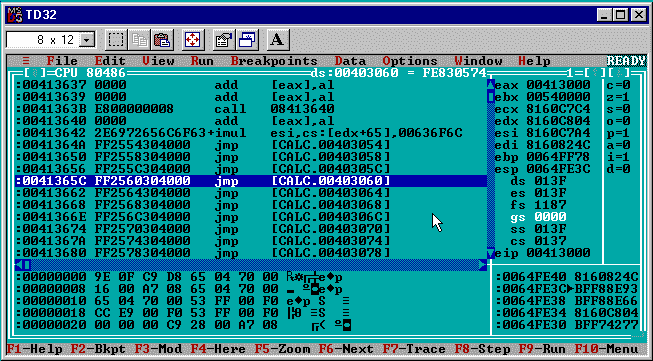 TD32
8 x 12
A
≡ File Edit View Run Breakpoints Data Options Window Help READY
CPU 80486 ds:00403060 = FE830574 1
:00413637 0000 add [eax],al eax 00413000 c=0
:00413639 0000 add [eax],al ebx 00540000 z=1
:0041363B E800000008 call 08413640 ecx 8160C7C4 s=0
:00413640 0000 add [eax],al edx 8160C804 o=0
:00413642 2E6972656C6F63+imul esi,cs:[edx+65],00636F6C esi 8160C7A4 p=1
:0041364A FF2554304000 jmp [CALC.00403054] edi 8160824C a=0
:00413650 FF2558304000 jmp [CALC.00403058] ebp 0064FF78 i=1
:00413656 FF255C304000 jmp [CALC.0040305C] esp 0064FE3C d=0
:0041365C FF2560304000 jmp [CALC.00403060] ds 013F
:00413662 FF2564304000 jmp [CALC.00403064] es 013F
:00413668 FF2568304000 jmp [CALC.00403068] fs 1187
:0041366E FF256C304000 jmp [CALC.0040306C] gs 0000
:00413674 FF2570304000 jmp [CALC.00403070] ss 013F
:0041367A FF2574304000 jmp [CALC.00403074] cs 0137
:00413680 FF2578304000 jmp [CALC.00403078] eip 00413000
:00000000 9E 0F C9 D8 65 04 70 00 ₧☼╔╪e♦p :0064FE40 8160824C
:00000008 16 00 A7 08 65 04 70 00 ▬ º◘e♦p :0064FE3C►BFF88E93
:00000010 65 04 70 00 53 FF 00 F0 e♦p S ≡ :0064FE38 BFF88E66
:00000018 CC E9 00 F0 53 FF 00 F0 ╠Θ ≡S ≡ :0064FE34 8160C804
:00000020 00 00 00 C9 28 00 A7 08 ╔( º◘ :0064FE30 BFF74277
F1-Help F2-Bkpt F3-Mod F4-Here F5-Zoom F6-Next F7-Trace F8-Step F9-Run F10-Menu